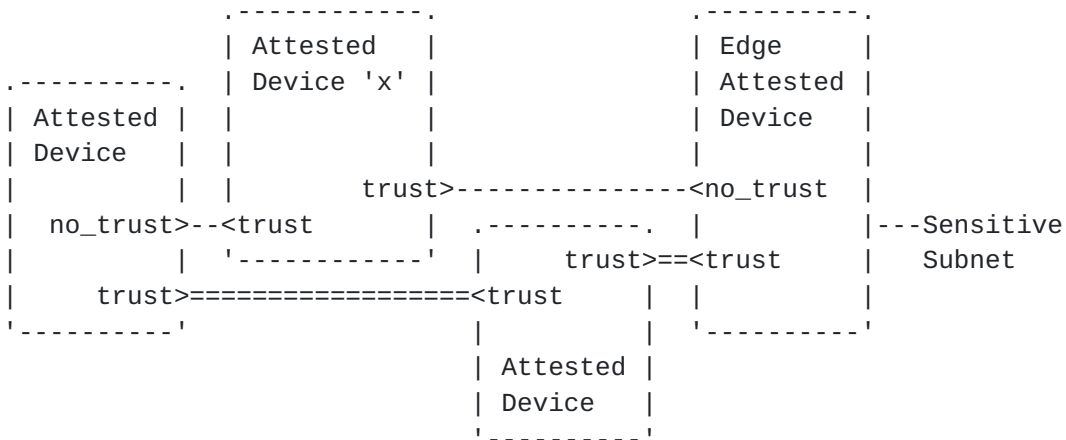 .------------.                .----------.
            | Attested   |                | Edge     |
.----------. | Device 'x' |                | Attested |
| Attested | |            |                | Device   |
| Device   | |            |                |          |
|          | |        trust>---------------<no_trust  |
|  no_trust>--<trust      |  .----------.  |          |---Sensitive
|          | '------------' |     trust>==<trust      |   Subnet
|     trust>==================<trust     |  |          |
'----------'                |          |  '----------'
                            | Attested |
                            | Device   |
                            '----------'